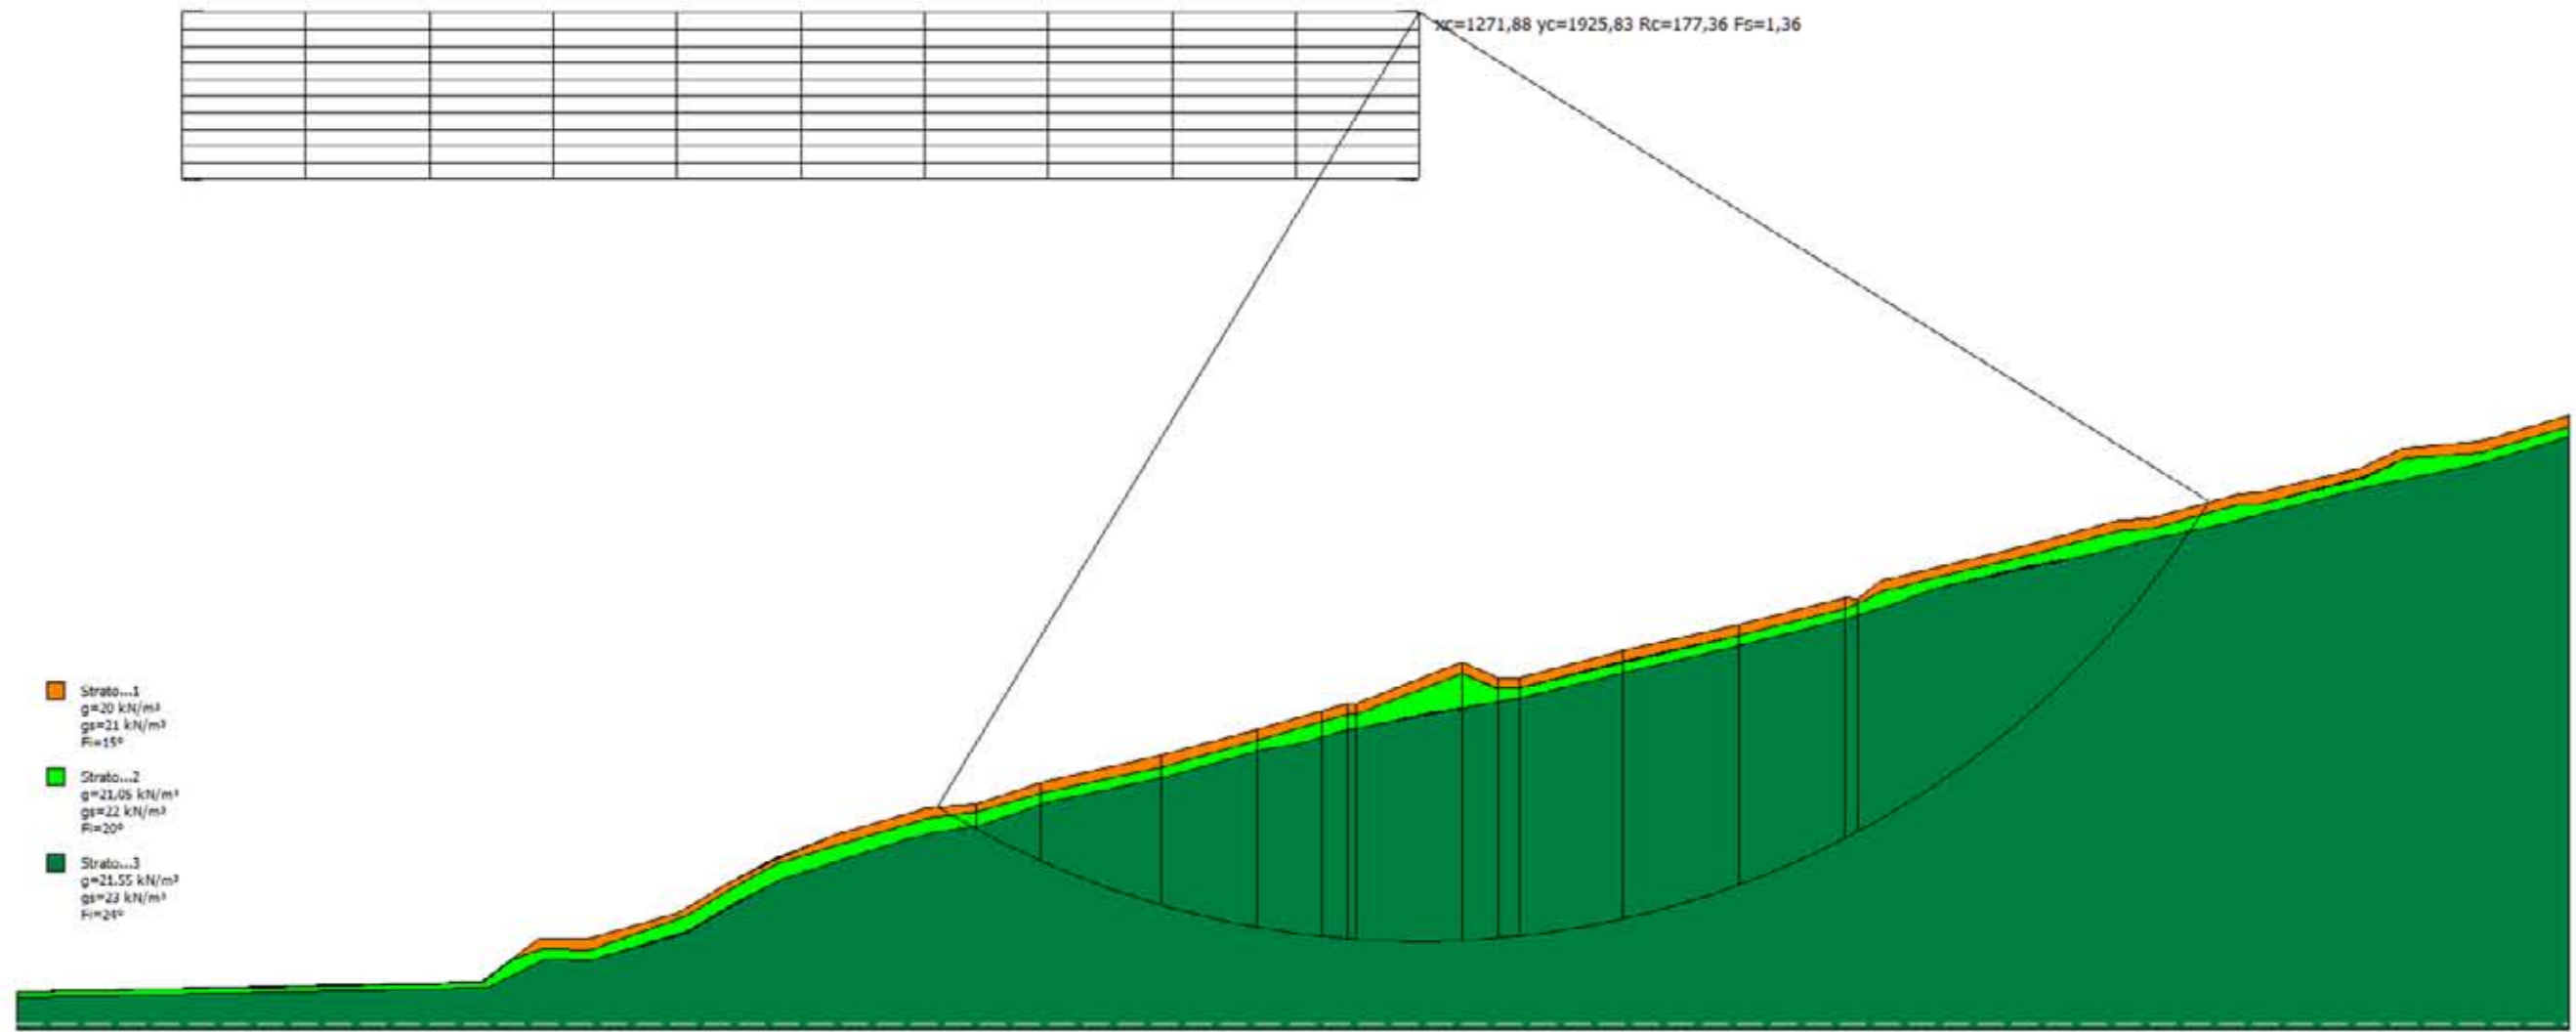 xc=1271,88 yc=1925,83 Rc=177,36 Fs=1,36
Strato...1
g=20 kN/m³
gs=21 kN/m³
Fi=15°
Strato...2
g=21,05 kN/m³
gs=22 kN/m³
Fi=20°
Strato...3
g=21,55 kN/m³
gs=23 kN/m³
Fi=24°